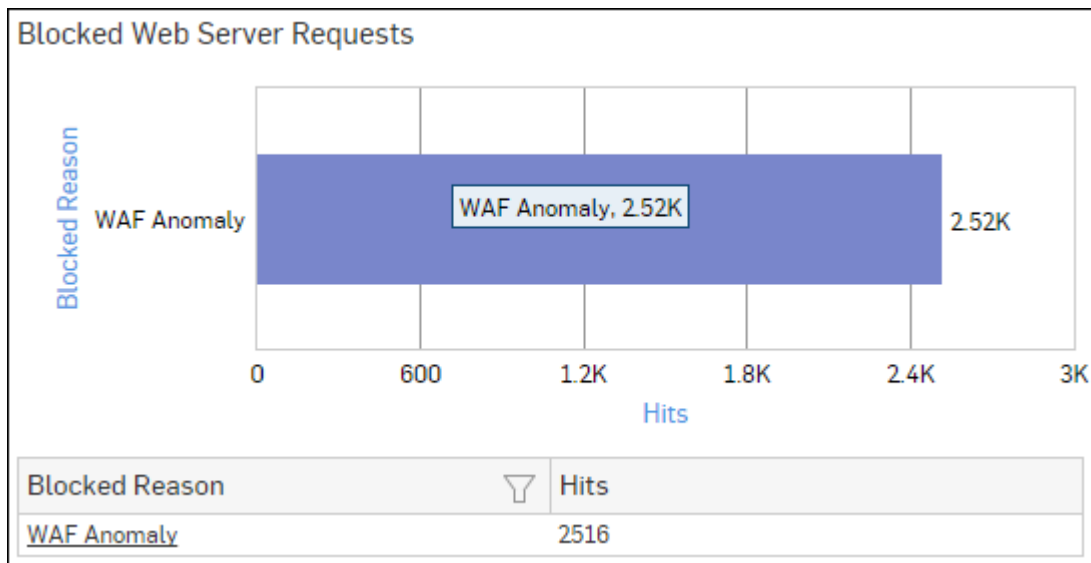 Blocked Web Server Requests
Blocked Reason
WAF Anomaly
WAF Anomaly, 2.52K
2.52K
0 600 1.2K 1.8K 2.4K 3K
Hits
Blocked Reason Hits
WAF Anomaly 2516